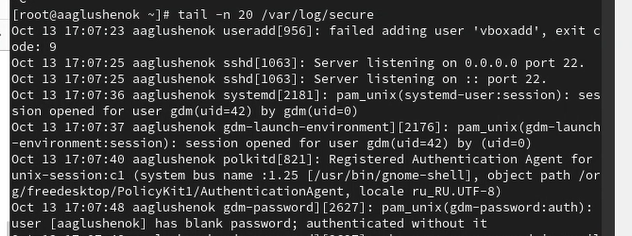 [root@aaglushenok ~]# tail -n 20 /var/log/secure
Oct 13 17:07:23 aaglushenok useradd[956]: failed adding user 'vboxadd', exit c
ode: 9
Oct 13 17:07:25 aaglushenok sshd[1063]: Server listening on 0.0.0.0 port 22.
Oct 13 17:07:25 aaglushenok sshd[1063]: Server listening on :: port 22.
Oct 13 17:07:36 aaglushenok systemd[2181]: pam_unix(systemd-user:session): ses
sion opened for user gdm(uid=42) by gdm(uid=0)
Oct 13 17:07:37 aaglushenok gdm-launch-environment][2176]: pam_unix(gdm-launch
-environment:session): session opened for user gdm(uid=42) by (uid=0)
Oct 13 17:07:40 aaglushenok polkitd[821]: Registered Authentication Agent for
unix-session:c1 (system bus name :1.25 [/usr/bin/gnome-shell], object path /or
g/freedesktop/PolicyKit1/AuthenticationAgent, locale ru_RU.UTF-8)
Oct 13 17:07:48 aaglushenok gdm-password][2627]: pam_unix(gdm-password:auth):
user [aaglushenok] has blank password; authenticated without it